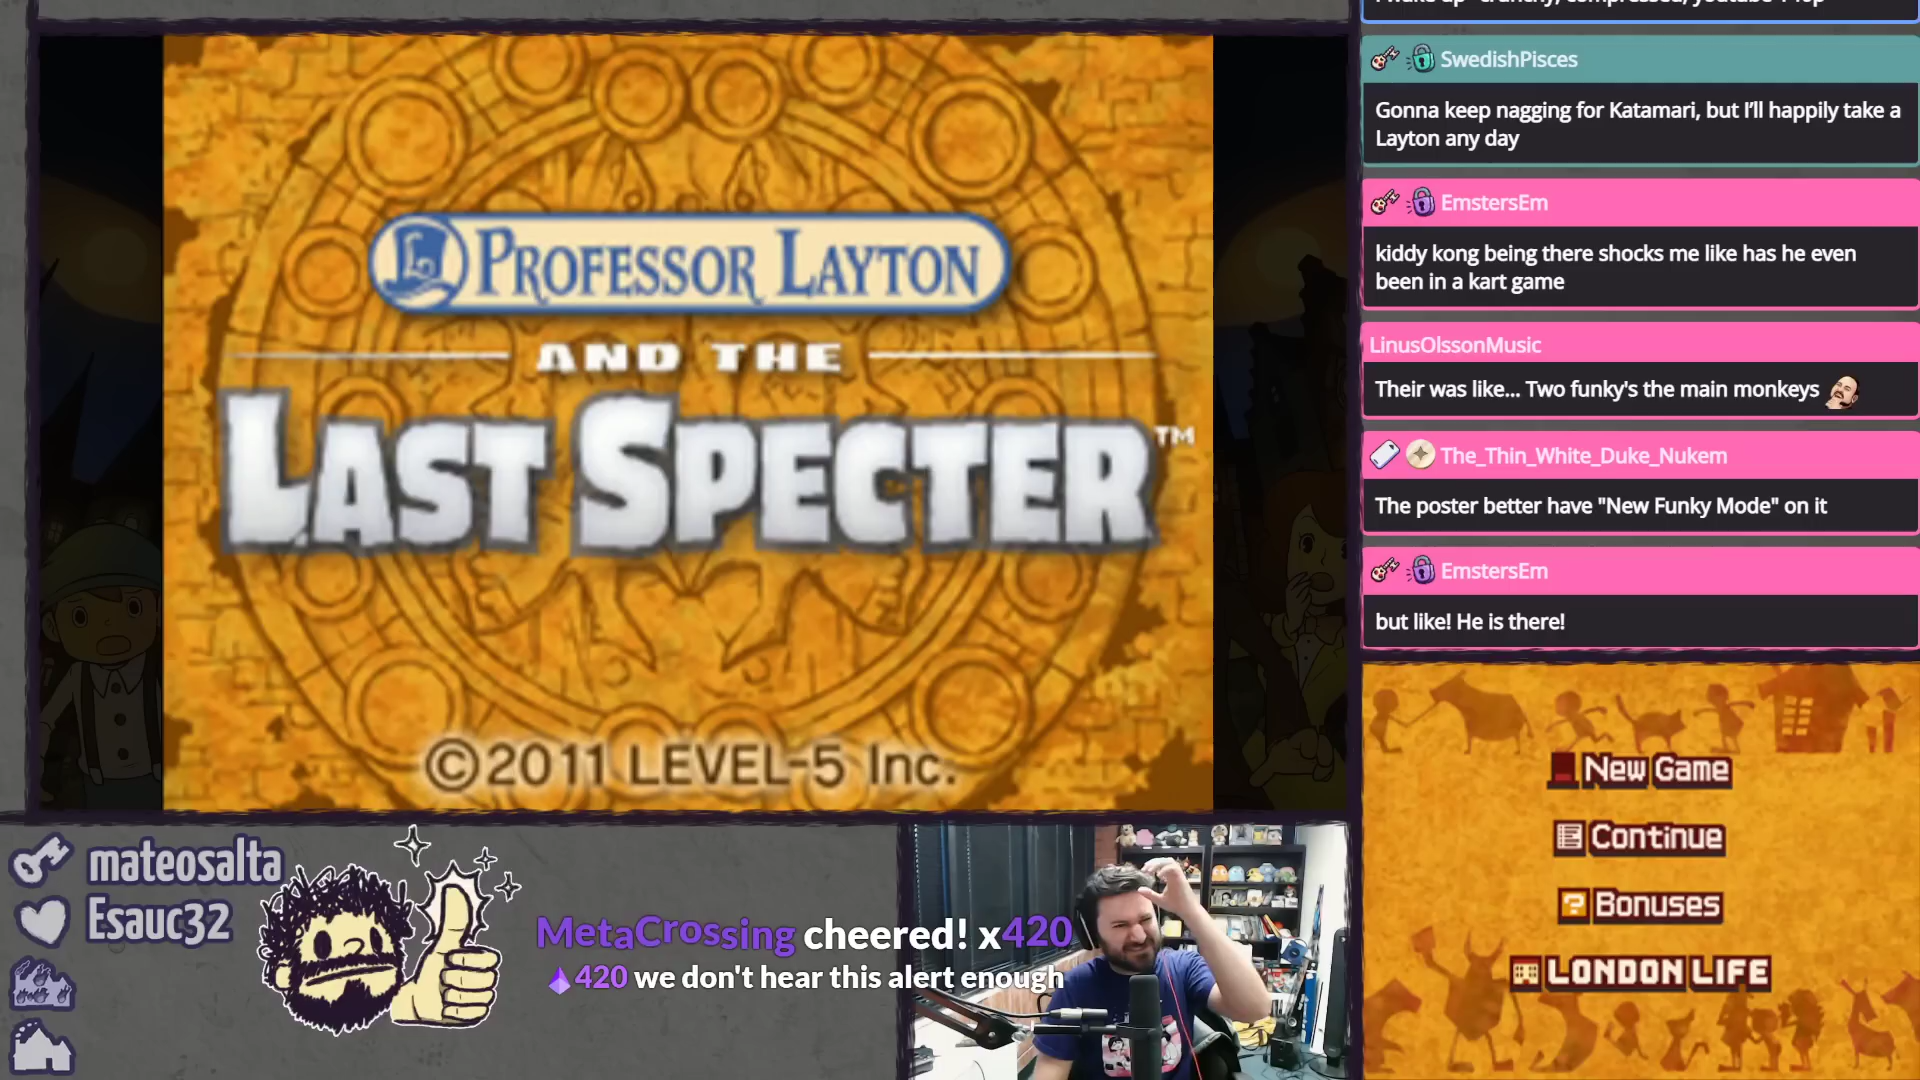 PROFESSOR LAYTON
AND THE
LAST SPECTER™
©2011 LEVEL-5 Inc.
SwedishPisces
Gonna keep nagging for Katamari, but I'll happily take a
Layton any day
EmstersEm
kiddy kong being there shocks me like has he even
been in a kart game
LinusOlssonMusic
Their was like... Two funky's the main monkeys
The_Thin_White_Duke_Nukem
The poster better have "New Funky Mode" on it
EmstersEm
but like! He is there!
New Game
Continue
Bonuses
LONDON LIFE
mateosalta
Esauc32
MetaCrossing cheered! x420
420 we don't hear this alert enough